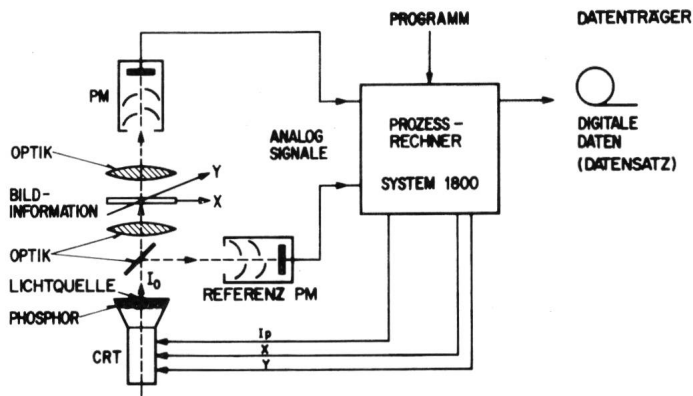 PROGRAMM
DATENTRÄGER
PM
PROZESS-
RECHNER
SYSTEM 1800
ANALOG
SIGNALE
DIGITALE
DATEN
(DATENSATZ)
OPTIK
Y
BILD-
INFORMATION
X
OPTIK
LICHTQUELLE
I₀
REFERENZ PM
PHOSPHOR
CRT
Ip
X
Y